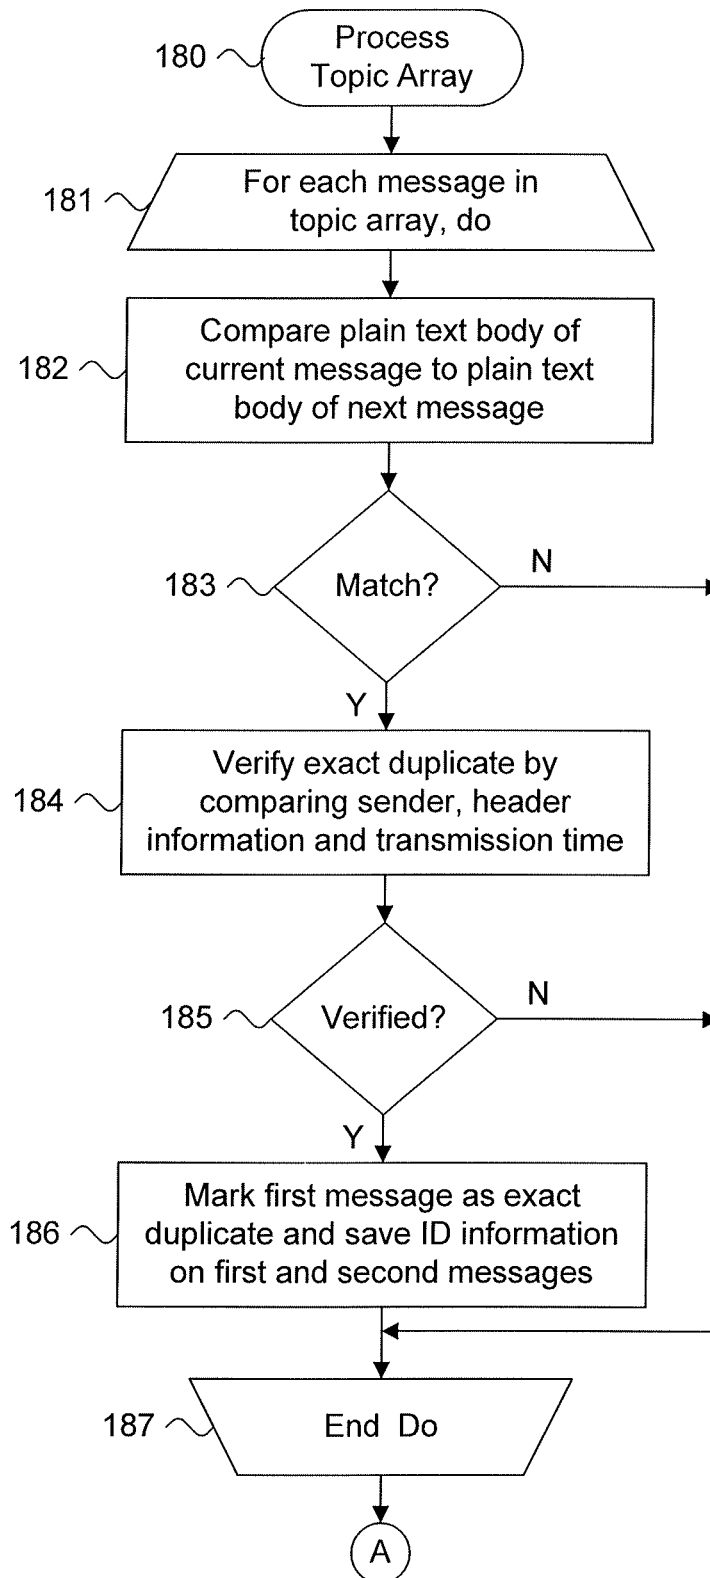 Process
180
Topic Array
For each message in
181
topic array, do
Compare plain text body of
182
current message to plain text
body of next message
N
183
Match?
Y
Verify exact duplicate by
184
comparing sender, header
information and transmission time
N
185
Verified?
Y
Mark first message as exact
186
duplicate and save ID information
on first and second messages
187
End Do
A